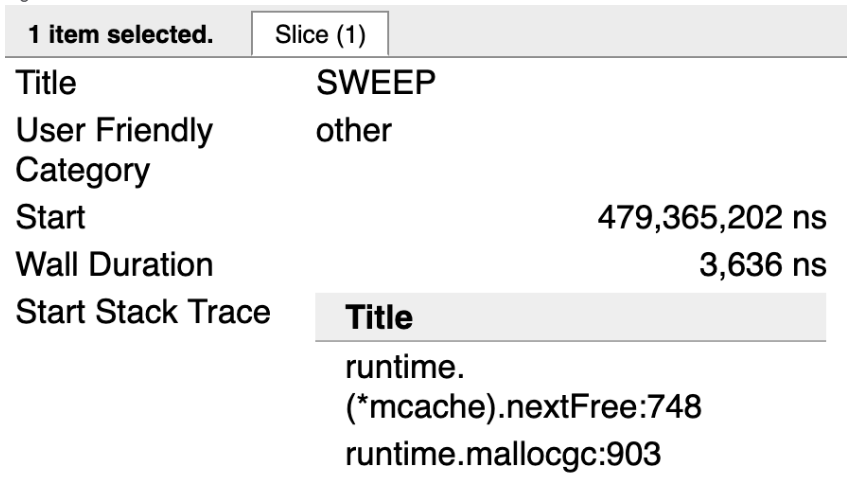 1 item selected. Slice (1)
Title SWEEP
User Friendly other
Category
Start 479,365,202 ns
Wall Duration 3,636 ns
Start Stack Trace Title
runtime.
(*mcache).nextFree:748
runtime.mallocgc:903